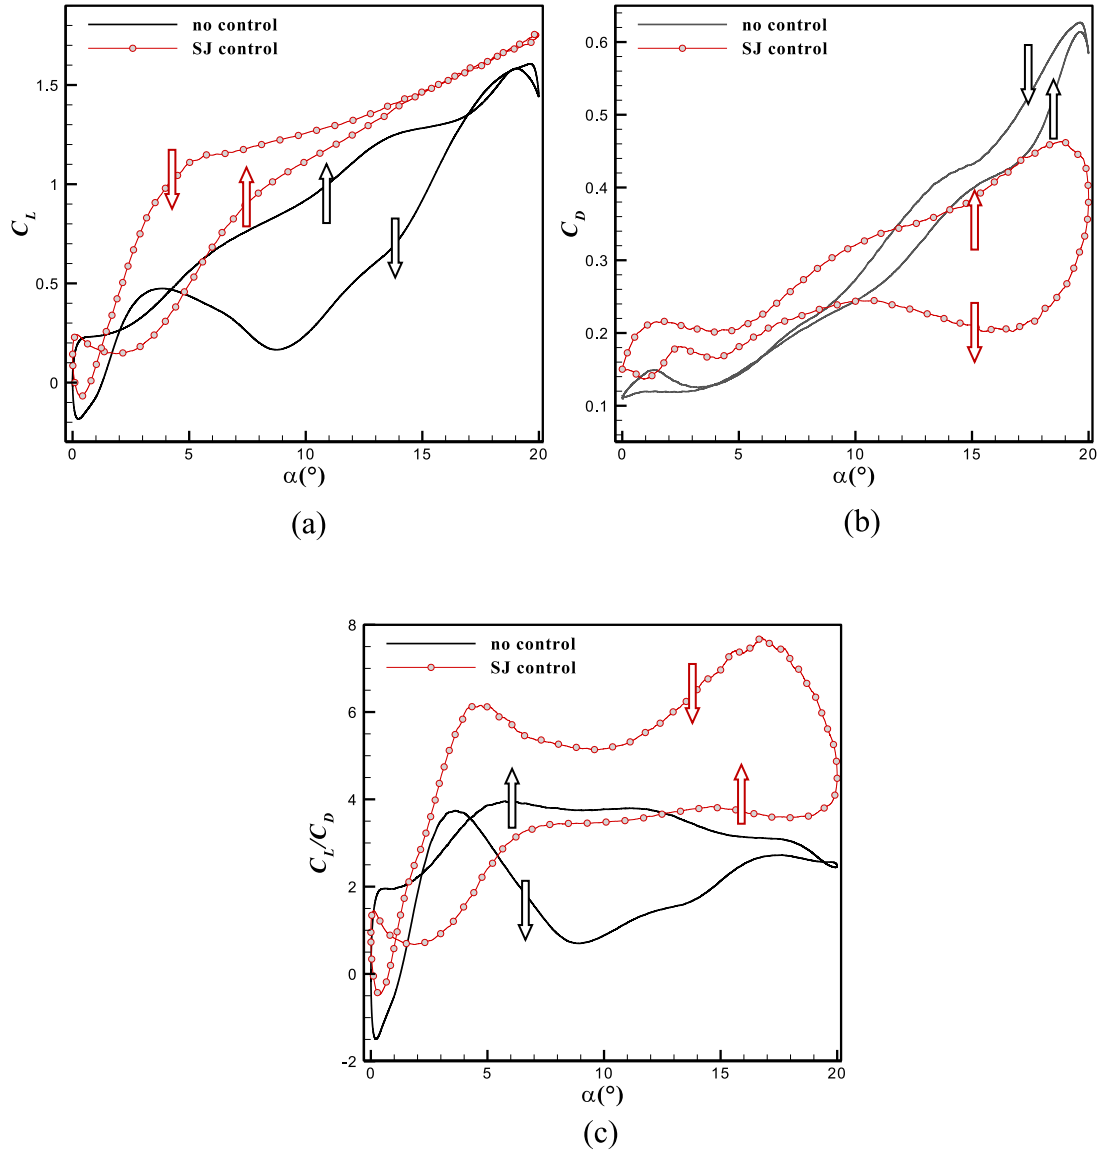 no control
SJ control
1.5
1
0.5
0
C_L
0 5 10 15 20
α(°)
(a)
no control
SJ control
0.6
0.5
0.4
0.3
0.2
0.1
C_D
0 5 10 15 20
α(°)
(b)
no control
SJ control
8
6
4
2
0
-2
C_L/C_D
0 5 10 15 20
α(°)
(c)